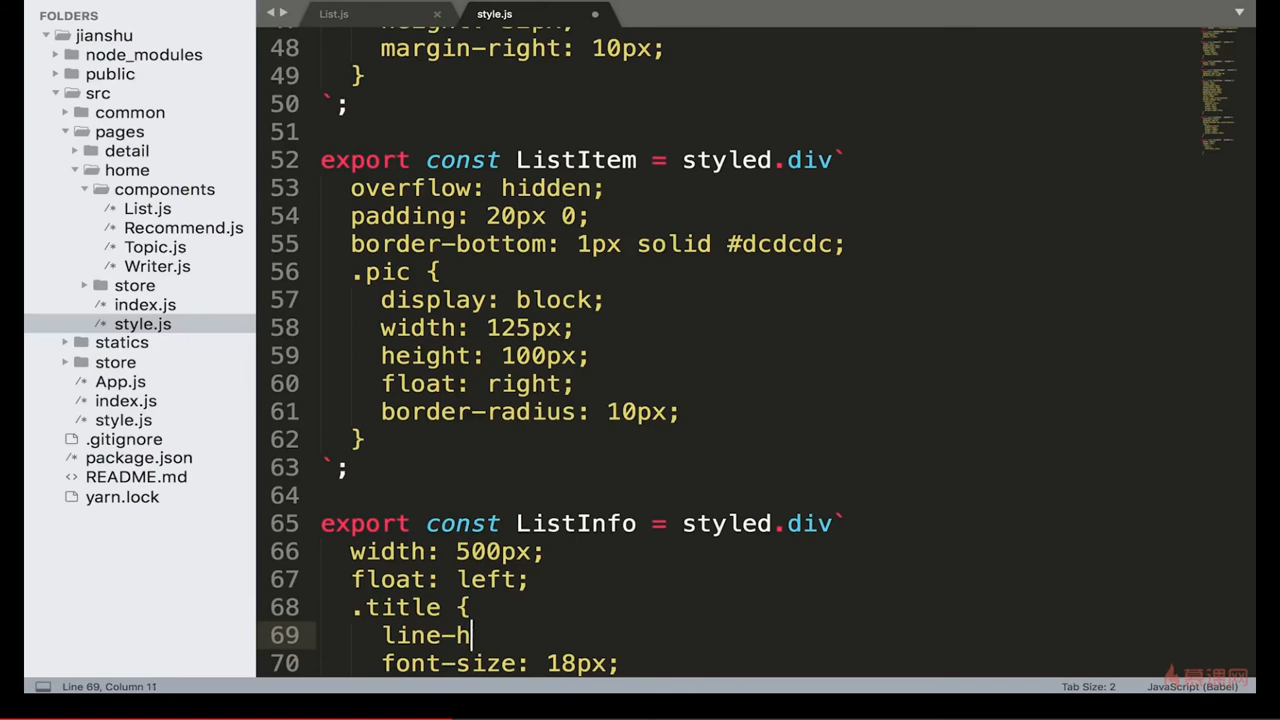 FOLDERS
jianshu
node_modules
public
src
common
pages
detail
home
components
/* List.js
/* Recommend.js
/* Topic.js
/* Writer.js
store
/* index.js
/* style.js
statics
store
/* App.js
/* index.js
/* style.js
.gitignore
package.json
<> README.md
yarn.lock
List.js ×
style.js
48 margin-right: 10px;
49 }
50 `;
51
52 export const ListItem = styled.div`
53 overflow: hidden;
54 padding: 20px 0;
55 border-bottom: 1px solid #dcdcdc;
56 .pic {
57 display: block;
58 width: 125px;
59 height: 100px;
60 float: right;
61 border-radius: 10px;
62 }
63 `;
64
65 export const ListInfo = styled.div`
66 width: 500px;
67 float: left;
68 .title {
69 line-h
70 font-size: 18px;
Line 69, Column 11
Tab Size: 2
JavaScript (Babel)
慕课网